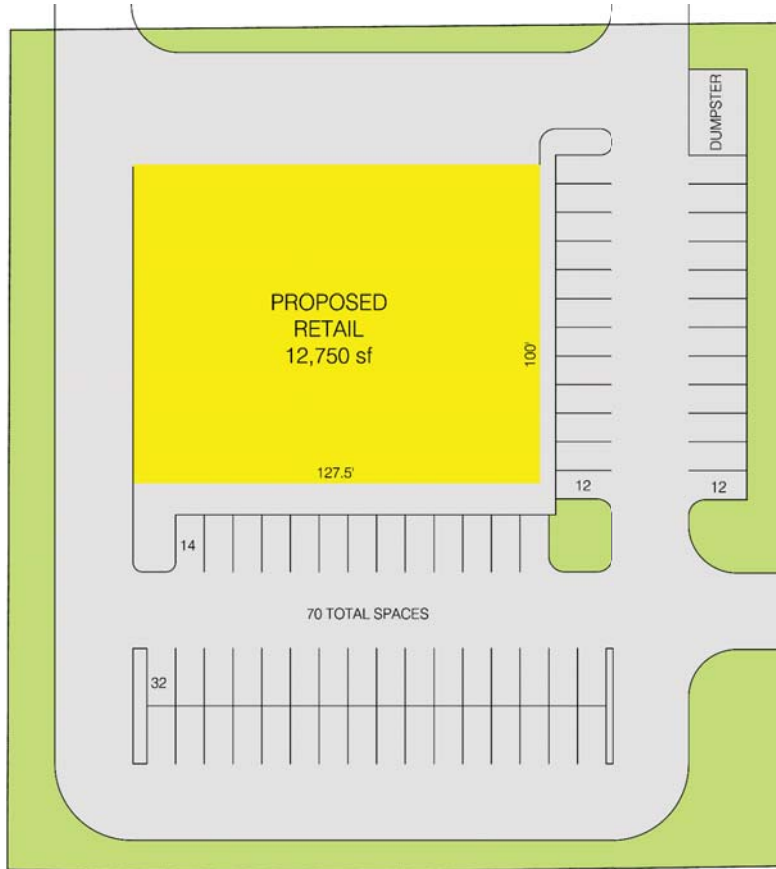 DUMPSTER
PROPOSED
RETAIL
12,750 sf
100'
127.5'
12
12
14
70 TOTAL SPACES
32